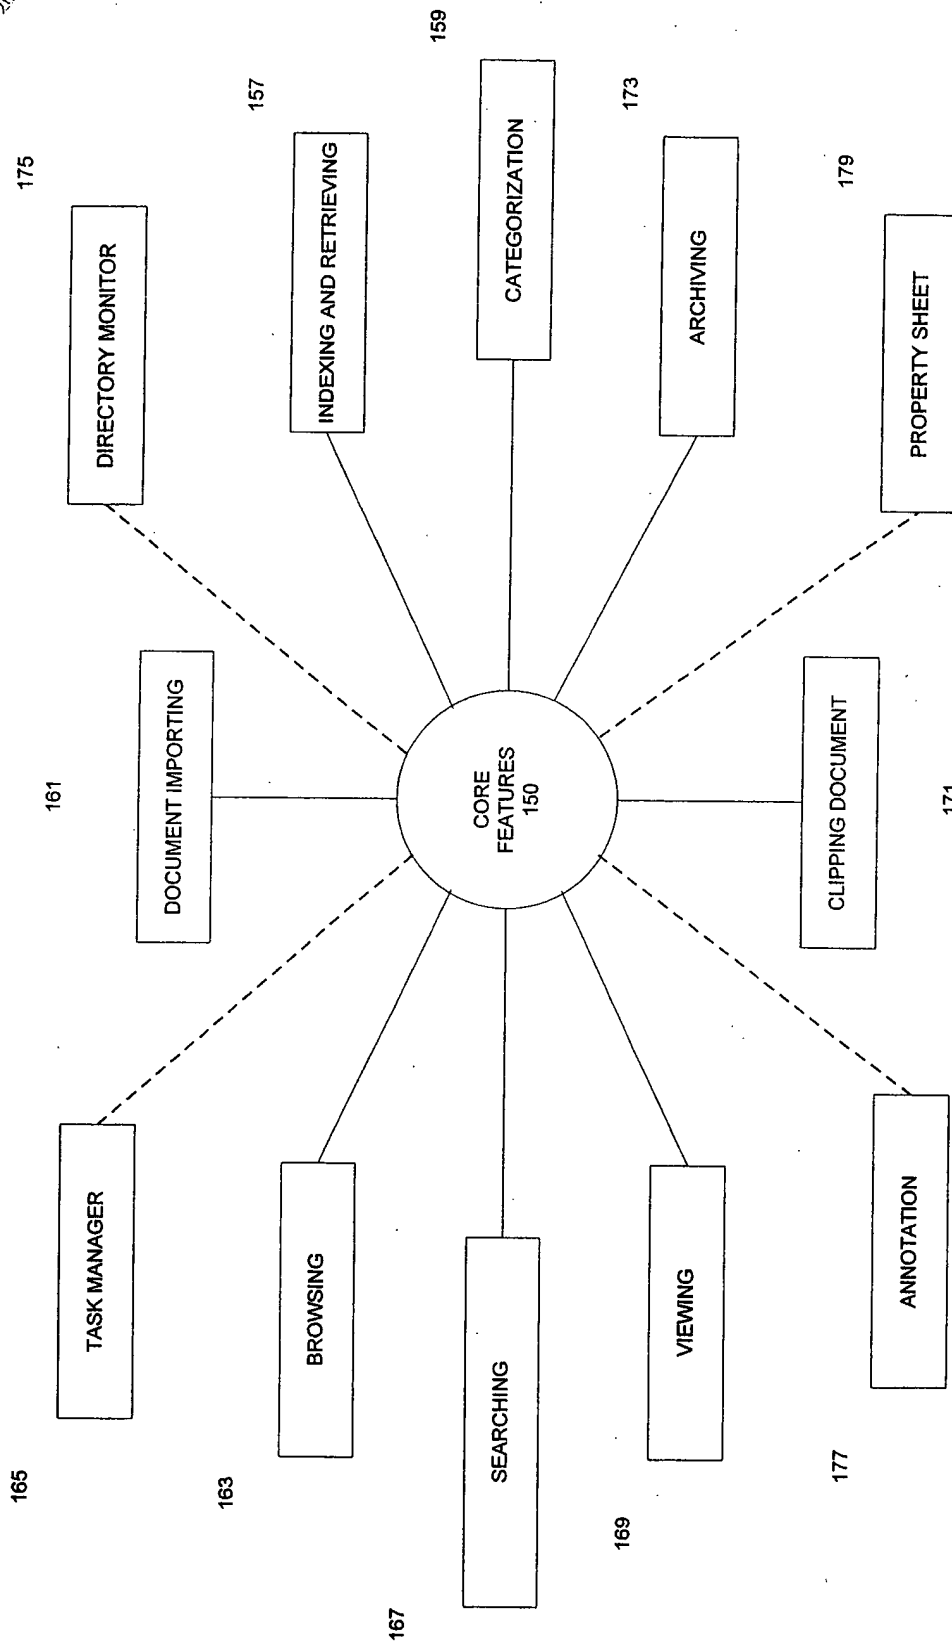 165
TASK MANAGER
161
DOCUMENT IMPORTING
175
DIRECTORY MONITOR
163
BROWSING
157
INDEXING AND RETRIEVING
167
SEARCHING
CORE
FEATURES
150
159
CATEGORIZATION
169
VIEWING
173
ARCHIVING
177
ANNOTATION
CLIPPING DOCUMENT
171
179
PROPERTY SHEET